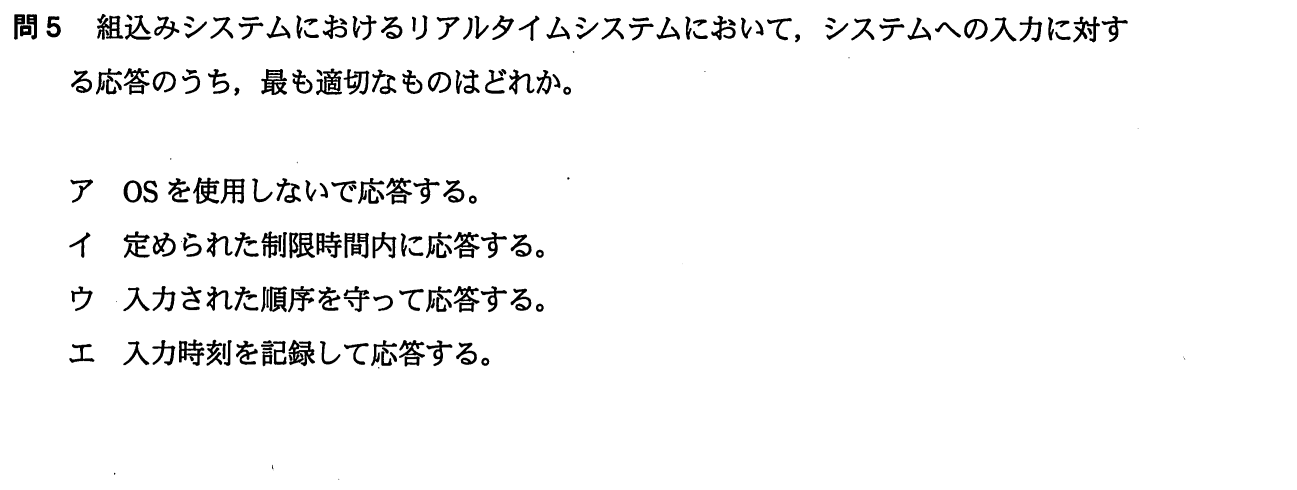 問5 組込みシステムにおけるリアルタイムシステムにおいて，システムへの入力に対す
る応答のうち，最も適切なものはどれか。
ア OSを使用しないで応答する。
イ 定められた制限時間内に応答する。
ウ 入力された順序を守って応答する。
エ 入力時刻を記録して応答する。